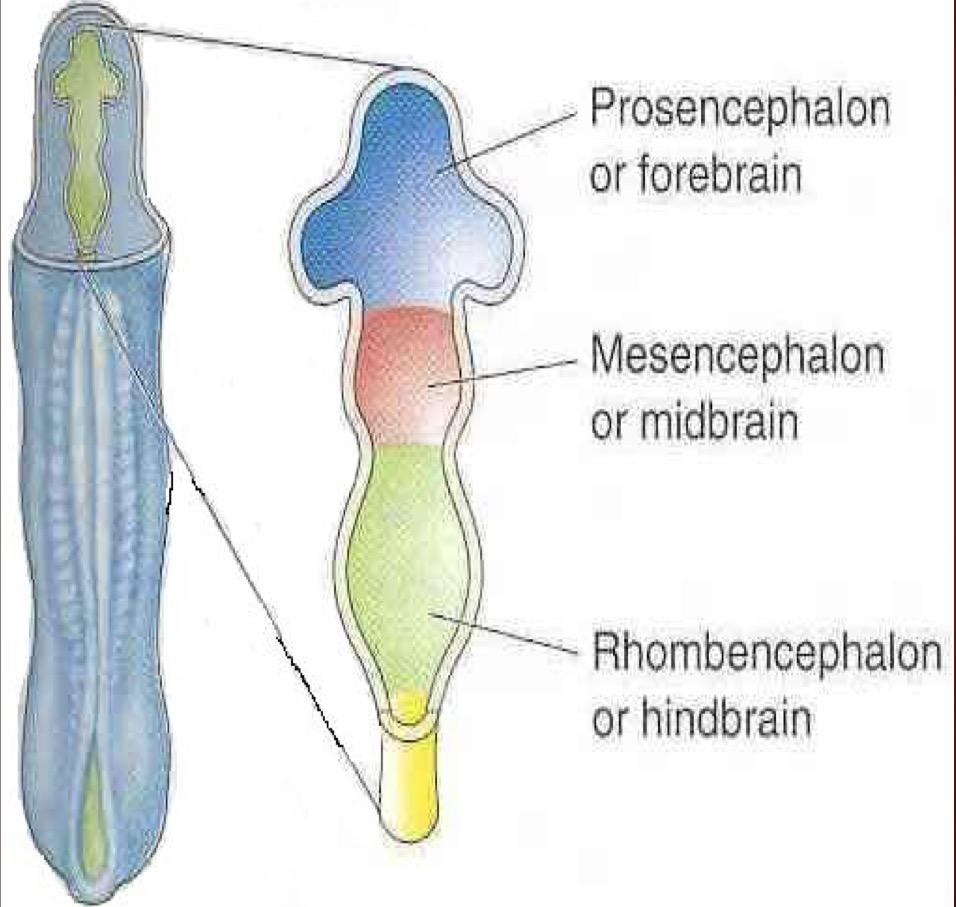 Prosencephalon
or forebrain
Mesencephalon
or midbrain
Rhombencephalon
or hindbrain